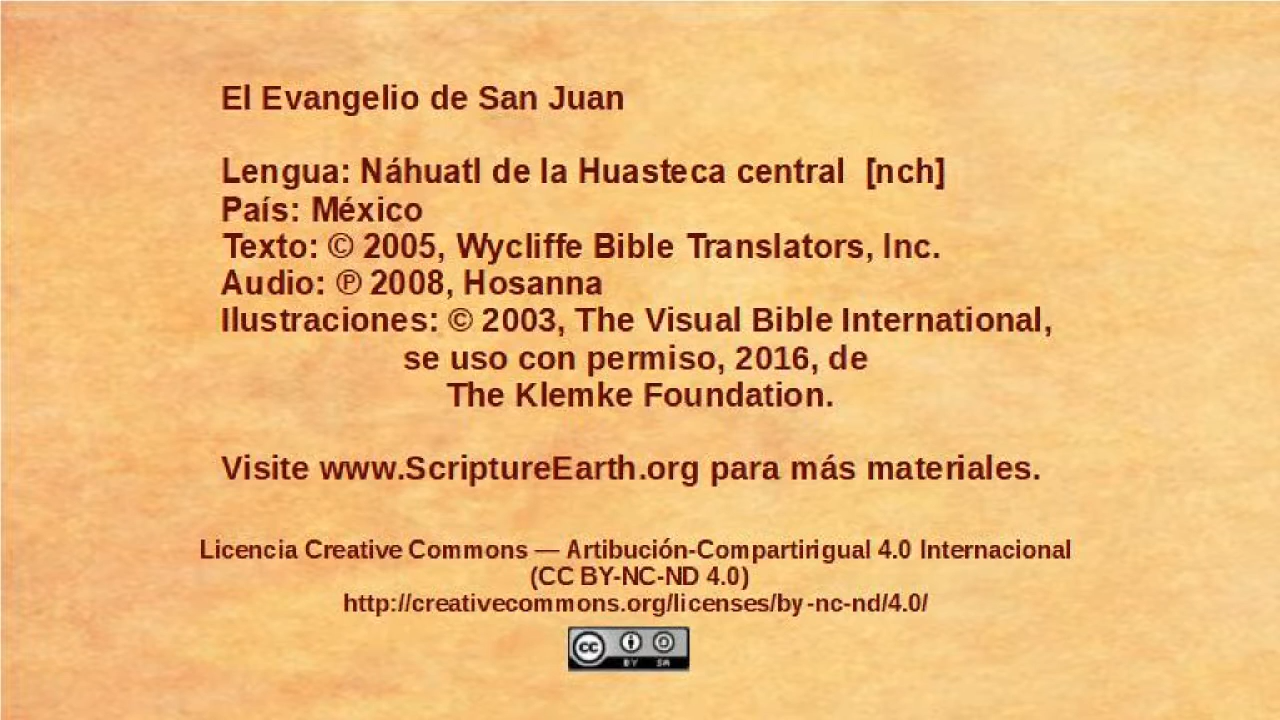 El Evangelio de San Juan
Lengua: Náhuatl de la Huasteca central [nch]
País: México
Texto: © 2005, Wycliffe Bible Translators, Inc.
Audio: ℗ 2008, Hosanna
Ilustraciones: © 2003, The Visual Bible International,
se uso con permiso, 2016, de
The Klemke Foundation.
Visite www.ScriptureEarth.org para más materiales.
Licencia Creative Commons — Artibución-Compartirigual 4.0 Internacional
(CC BY-NC-ND 4.0)
http://creativecommons.org/licenses/by-nc-nd/4.0/
cc
BY SA